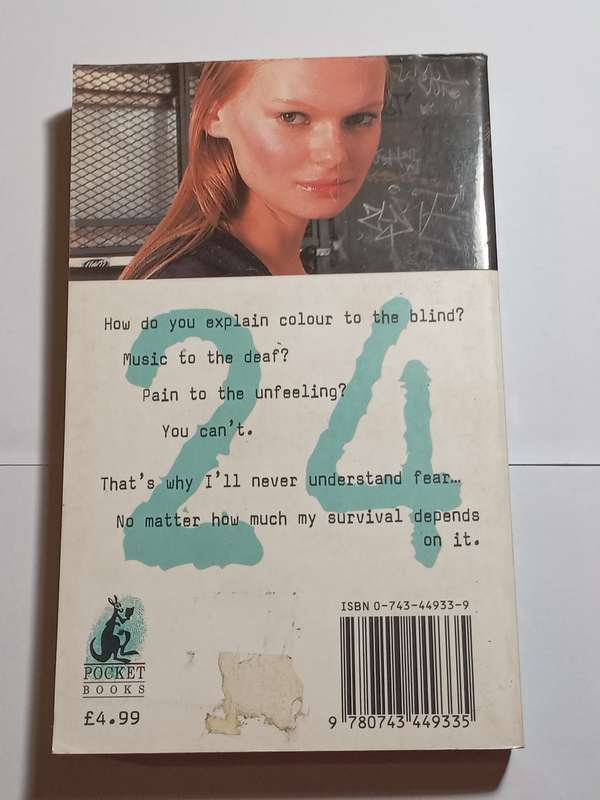 How do you explain colour to the blind?
Music to the deaf?
Pain to the unfeeling?
You can't.
24
That's why I'll never understand fear...
No matter how much my survival depends
on it.
ISBN 0-743-44933-9
POCKET
BOOKS
£4.99
9 780743 449335